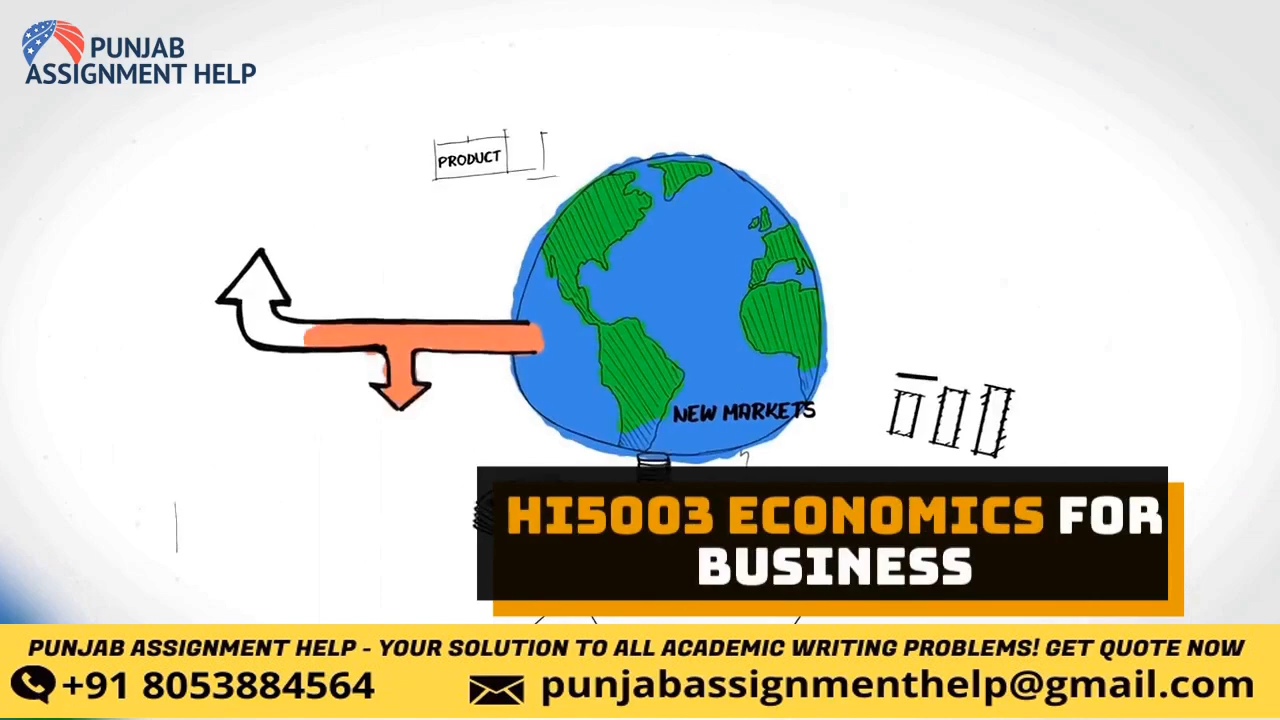 PUNJAB
ASSIGNMENT HELP
PRODUCT
NEW MARKETS
HI5003 ECONOMICS FOR
BUSINESS
PUNJAB ASSIGNMENT HELP - YOUR SOLUTION TO ALL ACADEMIC WRITING PROBLEMS! GET QUOTE NOW
+91 8053884564
punjabassignmenthelp@gmail.com